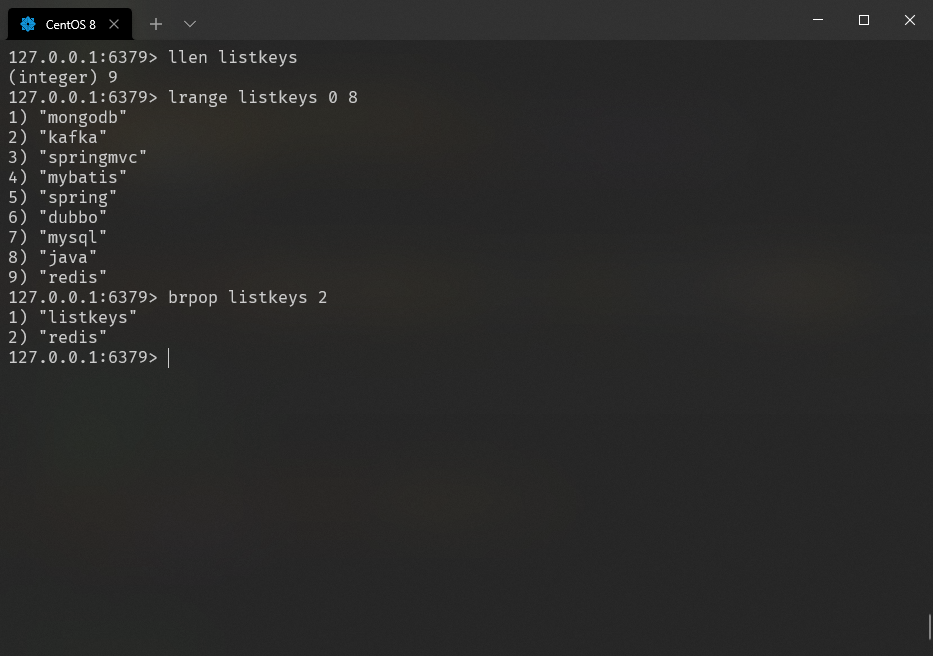 CentOS 8
127.0.0.1:6379> llen listkeys
(integer) 9
127.0.0.1:6379> lrange listkeys 0 8
1) "mongodb"
2) "kafka"
3) "springmvc"
4) "mybatis"
5) "spring"
6) "dubbo"
7) "mysql"
8) "java"
9) "redis"
127.0.0.1:6379> brpop listkeys 2
1) "listkeys"
2) "redis"
127.0.0.1:6379>